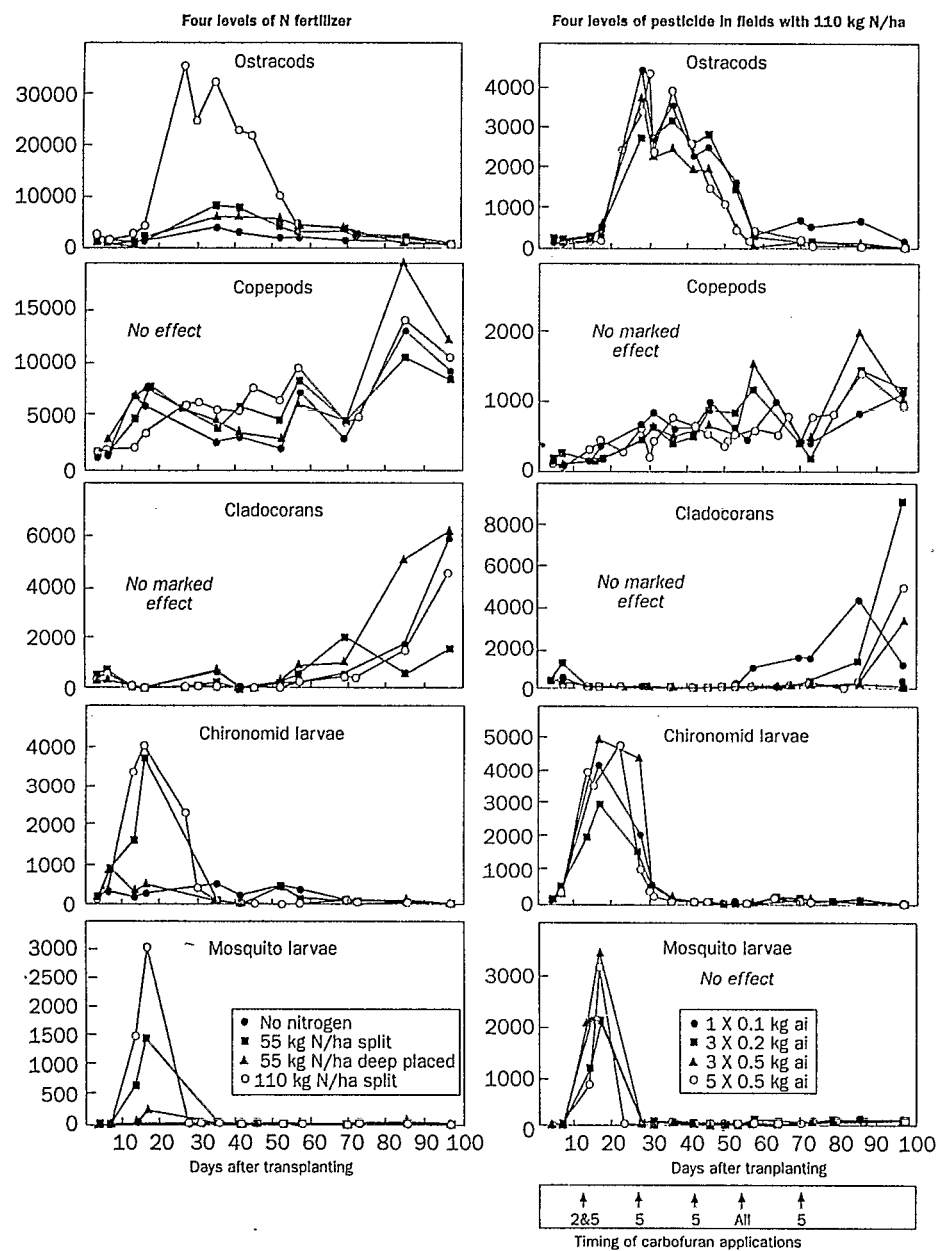 Four levels of N fertilizer
Four levels of pesticide in fields with 110 kg N/ha
Ostracods
30000
20000
10000
0
Ostracods
4000
3000
2000
1000
0
Copepods
No effect
15000
10000
5000
0
Copepods
No marked
effect
2000
1000
0
Cladocorans
No marked
effect
6000
4000
2000
0
Cladocorans
No marked
effect
8000
6000
4000
2000
0
Chironomid larvae
4000
3000
2000
1000
0
Chironomid larvae
5000
4000
3000
2000
1000
0
Mosquito larvae
3000
2500
2000
1500
1000
500
0
No nitrogen
55 kg N/ha split
55 kg N/ha deep placed
110 kg N/ha split
10 20 30 40 50 60 70 80 90 100
Days after transplanting
Mosquito larvae
No effect
3000
2000
1000
0
1 X 0.1 kg ai
3 X 0.2 kg ai
3 X 0.5 kg ai
5 X 0.5 kg ai
10 20 30 40 50 60 70 80 90 100
Days after tranplanting
2&5 5 5 All 5
Timing of carbofuran applications